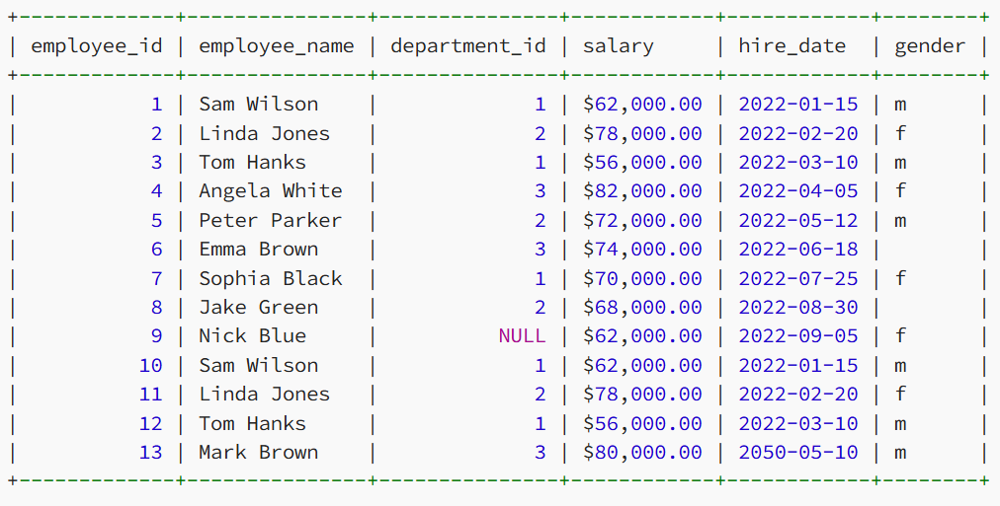 +-------------+---------------+---------------+------------+------------+--------+
| employee_id | employee_name | department_id | salary     | hire_date  | gender |
+-------------+---------------+---------------+------------+------------+--------+
|           1 | Sam Wilson    |             1 | $62,000.00 | 2022-01-15 | m      |
|           2 | Linda Jones   |             2 | $78,000.00 | 2022-02-20 | f      |
|           3 | Tom Hanks     |             1 | $56,000.00 | 2022-03-10 | m      |
|           4 | Angela White  |             3 | $82,000.00 | 2022-04-05 | f      |
|           5 | Peter Parker  |             2 | $72,000.00 | 2022-05-12 | m      |
|           6 | Emma Brown    |             3 | $74,000.00 | 2022-06-18 |        |
|           7 | Sophia Black  |             1 | $70,000.00 | 2022-07-25 | f      |
|           8 | Jake Green    |             2 | $68,000.00 | 2022-08-30 |        |
|           9 | Nick Blue     |          NULL | $62,000.00 | 2022-09-05 | f      |
|          10 | Sam Wilson    |             1 | $62,000.00 | 2022-01-15 | m      |
|          11 | Linda Jones   |             2 | $78,000.00 | 2022-02-20 | f      |
|          12 | Tom Hanks     |             1 | $56,000.00 | 2022-03-10 | m      |
|          13 | Mark Brown    |             3 | $80,000.00 | 2050-05-10 | m      |
+-------------+---------------+---------------+------------+------------+--------+